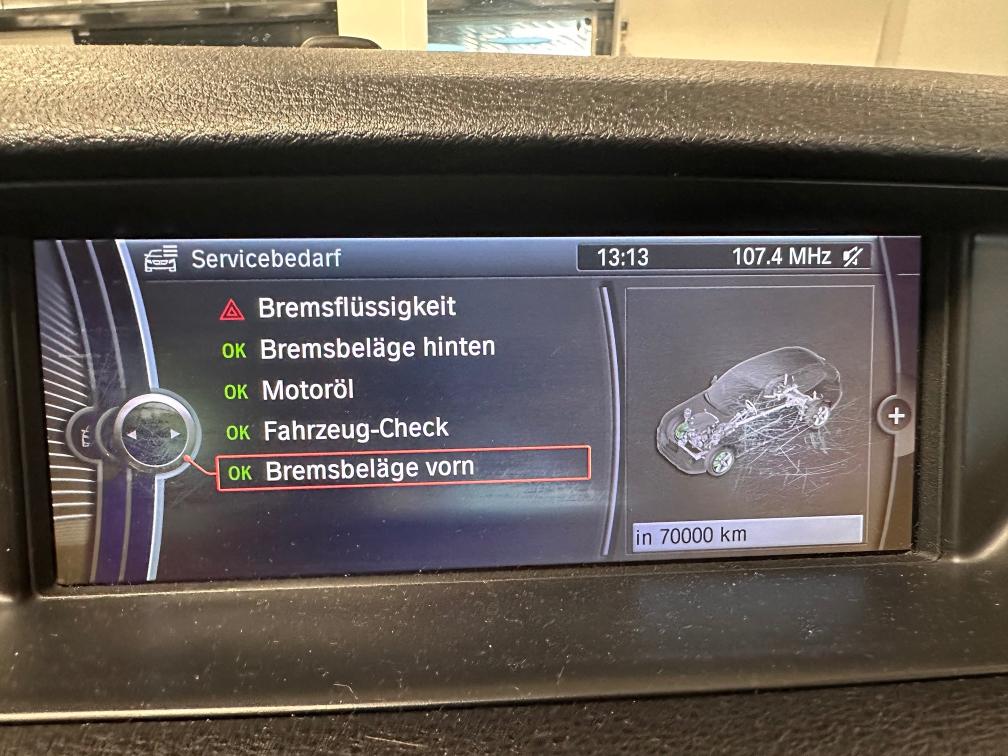 Servicebedarf
13:13 107.4 MHz
Bremsflüssigkeit
OK Bremsbeläge hinten
OK Motoröl
OK Fahrzeug-Check
OK Bremsbeläge vorn
+
in 70000 km